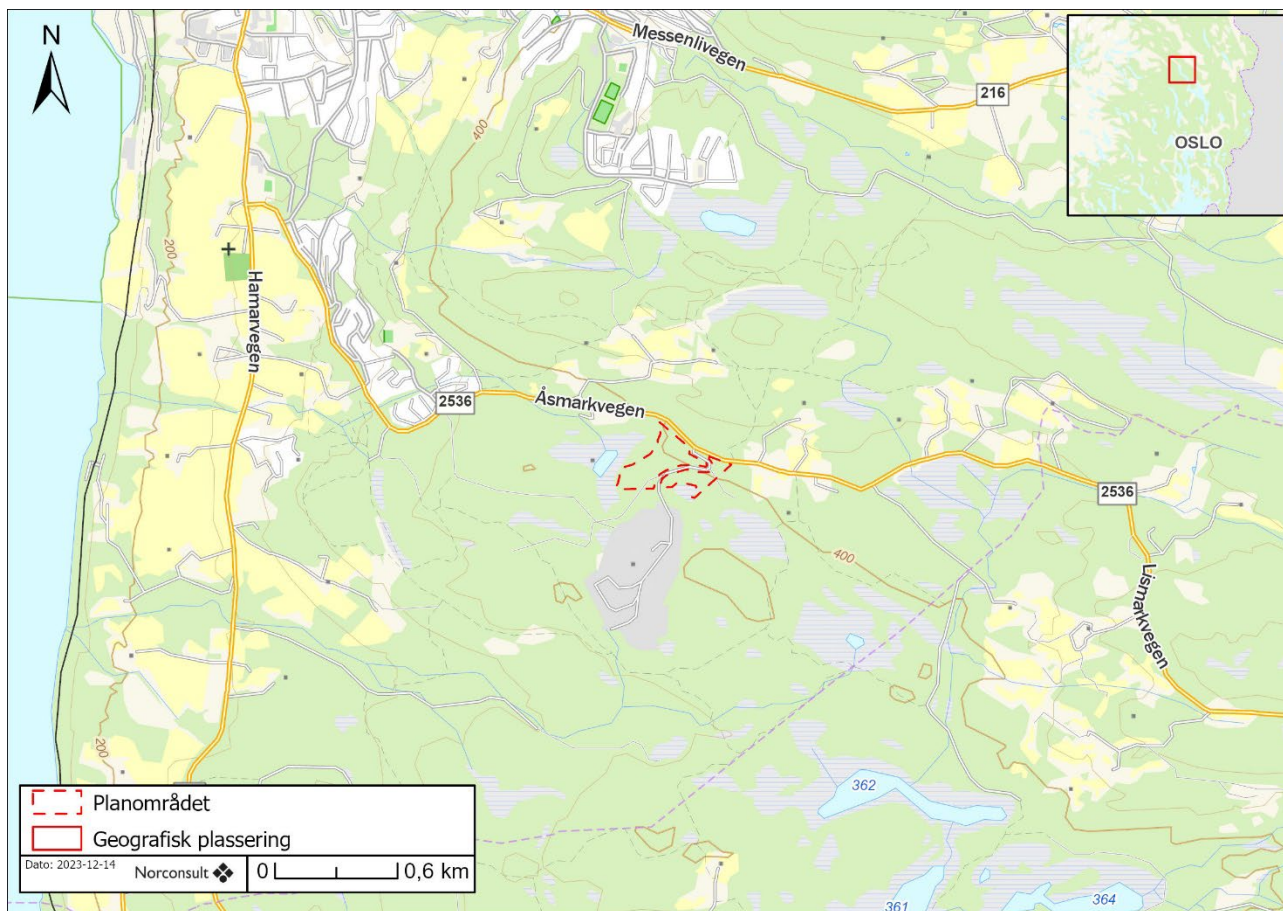 N
Messenlivegen
216
OSLO
400
200
Hamarvegen
2536
Åsmarkvegen
2536
400
Lismarkvegen
200
362
361
364
Planområdet
Geografisk plassering
Dato: 2023-12-14
Norconsult
0
0,6 km